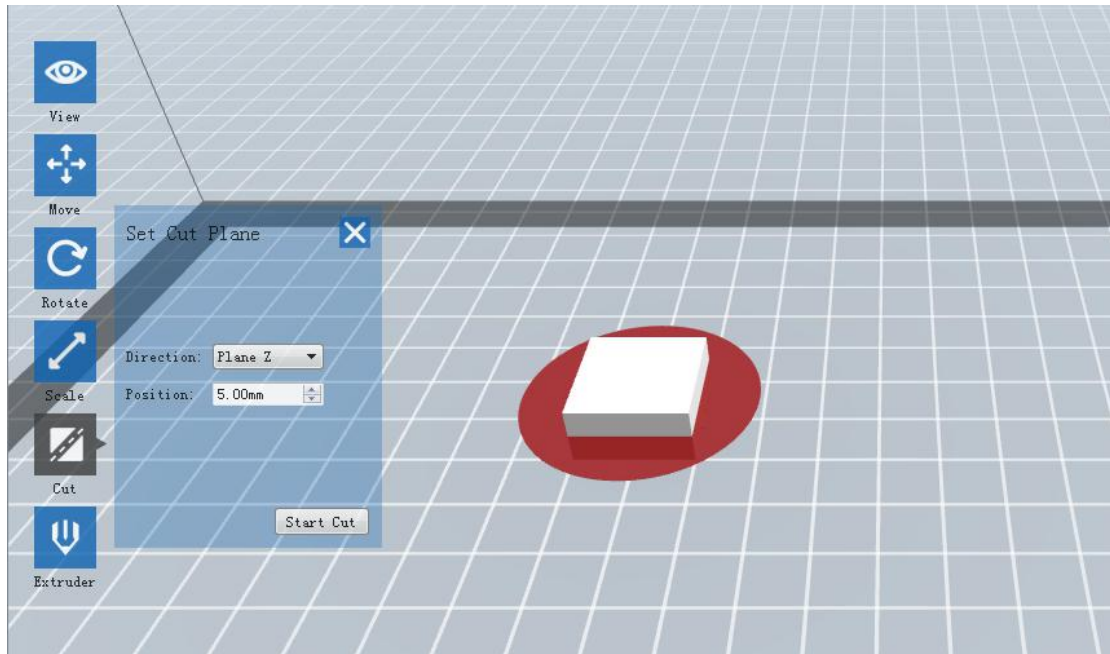 View
Move
Set Cut Plane
Rotate
Direction: Plane Z
Position: 5.00mm
Scale
Cut
Start Cut
Extruder